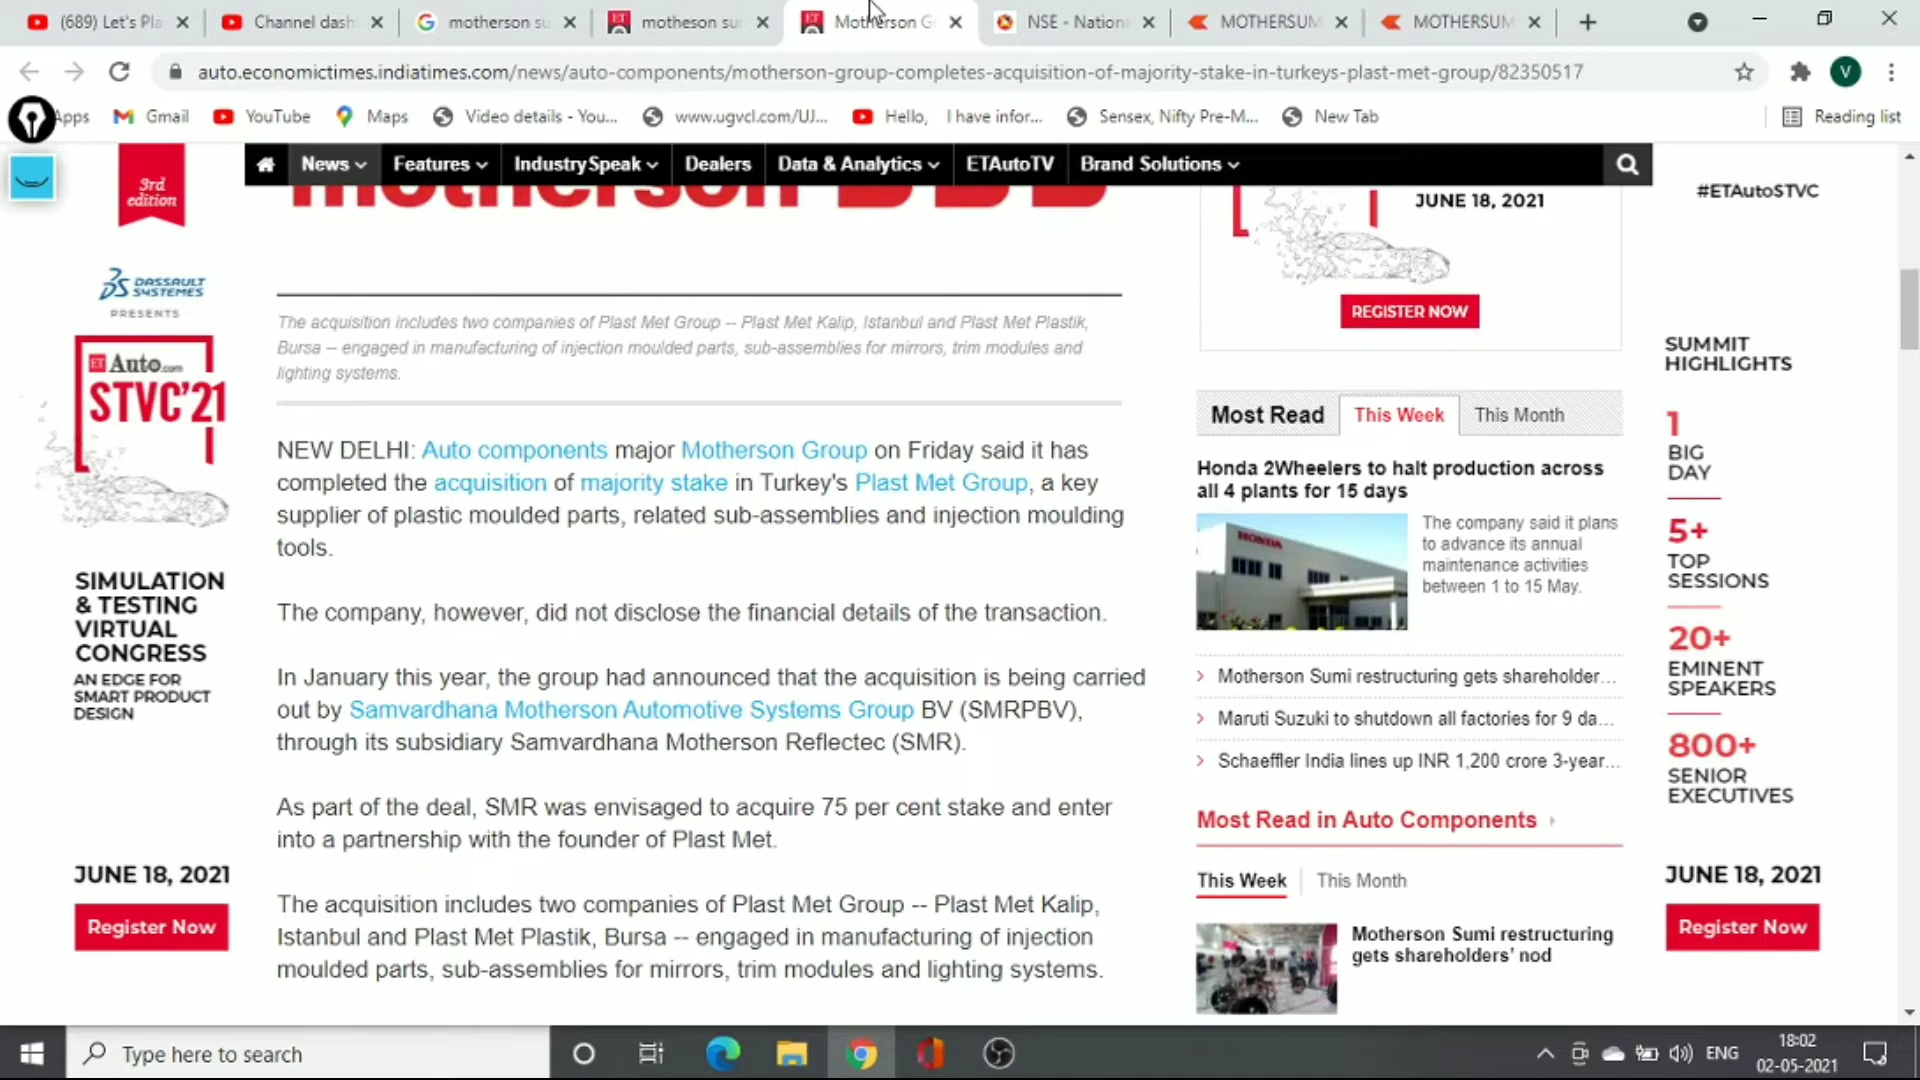 (689) Let's Pla
Channel dash
motherson su
motheson su
Motherson G
NSE - Nation
MOTHERSUM
MOTHERSUM
auto.economictimes.indiatimes.com/news/auto-components/motherson-group-completes-acquisition-of-majority-stake-in-turkeys-plast-met-group/82350517
V
Apps
Gmail
YouTube
Maps
Video details - You...
www.ugvcl.com/UJ...
Hello, I have infor...
Sensex, Nifty Pre-M...
New Tab
Reading list
News
Features
IndustrySpeak
Dealers
Data & Analytics
ETAutoTV
Brand Solutions
motherson
3rd
edition
DASSAULT
SYSTEMES
PRESENTS
ET Auto.com
STVC'21
SIMULATION
& TESTING
VIRTUAL
CONGRESS
AN EDGE FOR
SMART PRODUCT
DESIGN
JUNE 18, 2021
Register Now
The acquisition includes two companies of Plast Met Group -- Plast Met Kalip, Istanbul and Plast Met Plastik,
Bursa -- engaged in manufacturing of injection moulded parts, sub-assemblies for mirrors, trim modules and
lighting systems.
NEW DELHI: Auto components major Motherson Group on Friday said it has
completed the acquisition of majority stake in Turkey's Plast Met Group, a key
supplier of plastic moulded parts, related sub-assemblies and injection moulding
tools.
The company, however, did not disclose the financial details of the transaction.
In January this year, the group had announced that the acquisition is being carried
out by Samvardhana Motherson Automotive Systems Group BV (SMRPBV),
through its subsidiary Samvardhana Motherson Reflectec (SMR).
As part of the deal, SMR was envisaged to acquire 75 per cent stake and enter
into a partnership with the founder of Plast Met.
The acquisition includes two companies of Plast Met Group -- Plast Met Kalip,
Istanbul and Plast Met Plastik, Bursa -- engaged in manufacturing of injection
moulded parts, sub-assemblies for mirrors, trim modules and lighting systems.
JUNE 18, 2021
REGISTER NOW
Most Read
This Week
This Month
Honda 2Wheelers to halt production across
all 4 plants for 15 days
HONDA
The company said it plans
to advance its annual
maintenance activities
between 1 to 15 May.
Motherson Sumi restructuring gets shareholder...
Maruti Suzuki to shutdown all factories for 9 da...
Schaeffler India lines up INR 1,200 crore 3-year...
Most Read in Auto Components
This Week
This Month
Motherson Sumi restructuring
gets shareholders' nod
#ETAutoSTVC
SUMMIT
HIGHLIGHTS
1
BIG
DAY
5+
TOP
SESSIONS
20+
EMINENT
SPEAKERS
800+
SENIOR
EXECUTIVES
JUNE 18, 2021
Register Now
Type here to search
ENG
18:02
02-05-2021